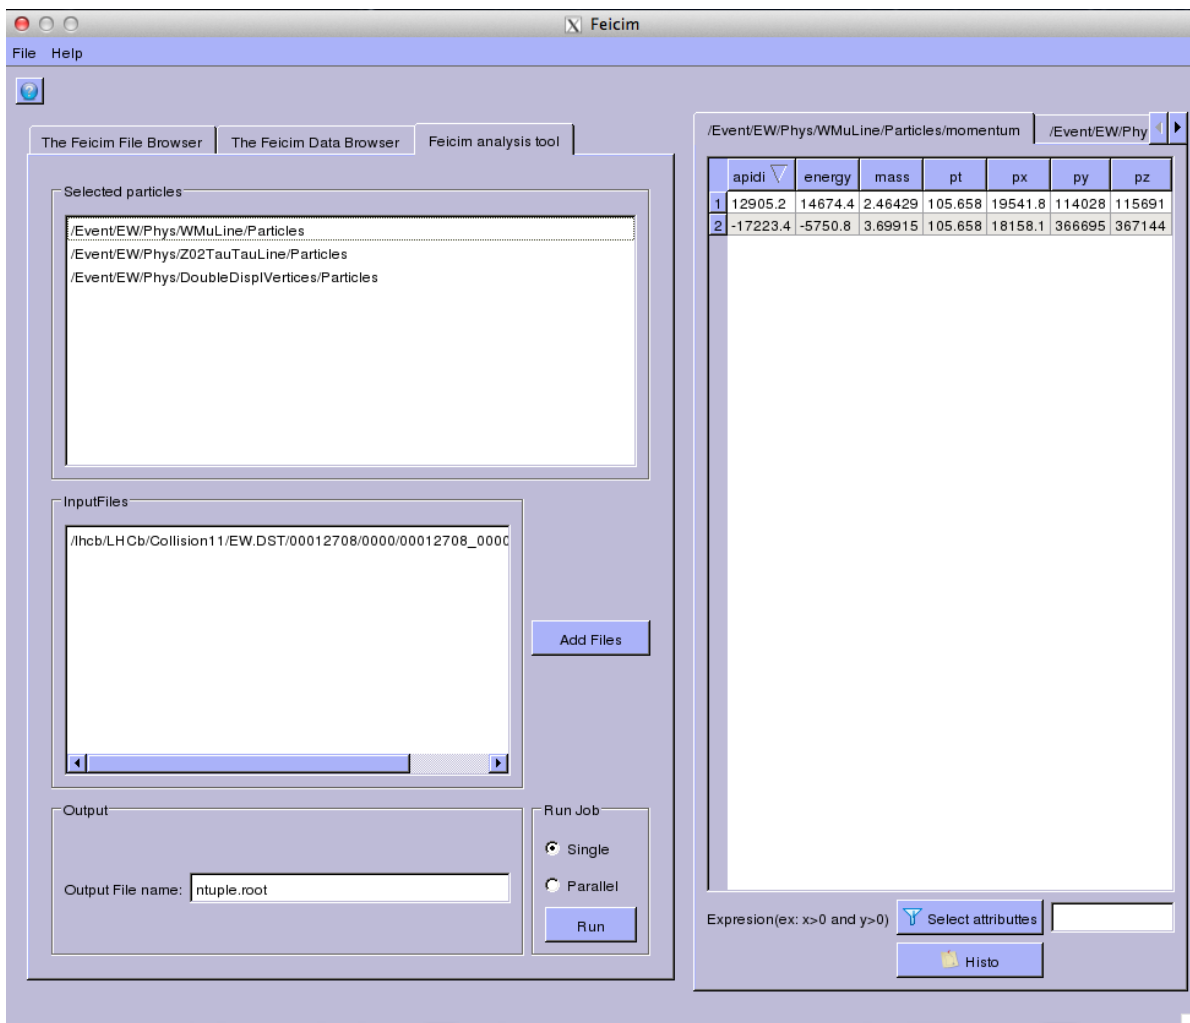 Feicim
File Help
The Feicim File Browser The Feicim Data Browser Feicim analysis tool
Selected particles
/Event/EW/Phys/WMuLine/Particles
/Event/EW/Phys/Z02TauTauLine/Particles
/Event/EW/Phys/DoubleDisplVertices/Particles
InputFiles
/lhcb/LHCb/Collision11/EW.DST/00012708/0000/00012708_0000
Add Files
Output
Output File name: ntuple.root
Run Job
Single
Parallel
Run
/Event/EW/Phys/WMuLine/Particles/momentum /Event/EW/Phy
apidi energy mass pt px py pz
1 12905.2 14674.4 2.46429 105.658 19541.8 114028 115691
2 -17223.4 -5750.8 3.69915 105.658 18158.1 366695 367144
Expresion(ex: x>0 and y>0) Select attributtes
Histo